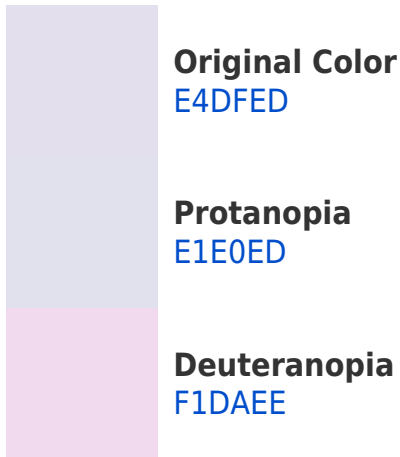 Original Color
E4DFED
Protanopia
E1E0ED
Deuteranopia
F1DAEE